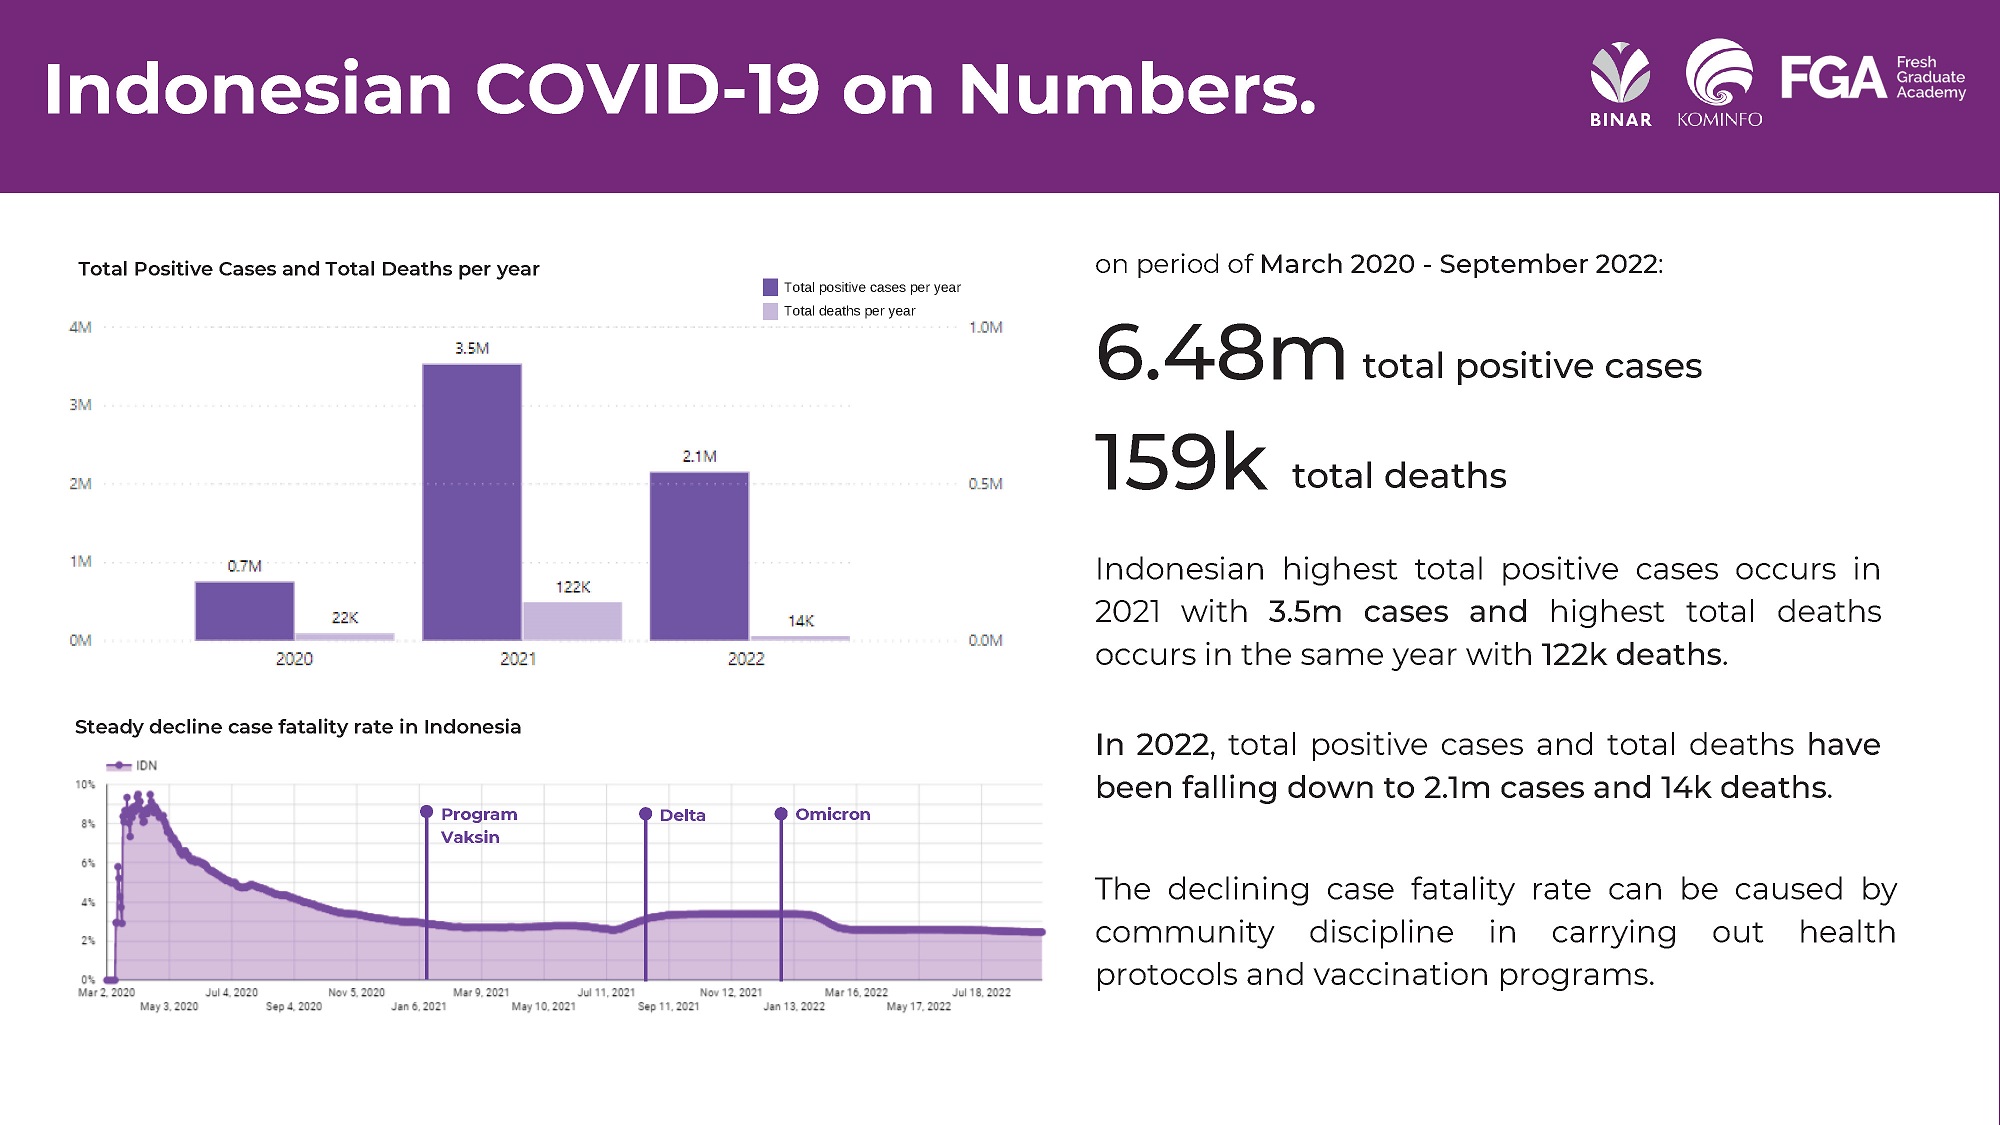 Indonesian COVID-19 on Numbers.
BINAR
KOMINFO
FGA Fresh
Graduate
Academy
Total Positive Cases and Total Deaths per year
Total positive cases per year
Total deaths per year
4M
3M
2M
1M
0M
1.0M
0.5M
0.0M
0.7M
22K
3.5M
122K
2.1M
14K
2020
2021
2022
Steady decline case fatality rate in Indonesia
IDN
10%
8%
6%
4%
2%
0%
Program
Vaksin
Delta
Omicron
Mar 2, 2020
May 3, 2020
Jul 4, 2020
Sep 4, 2020
Nov 5, 2020
Jan 6, 2021
Mar 9, 2021
May 10, 2021
Jul 11, 2021
Sep 11, 2021
Nov 12, 2021
Jan 13, 2022
Mar 16, 2022
May 17, 2022
Jul 18, 2022
on period of March 2020 - September 2022:
6.48m total positive cases
159k total deaths
Indonesian highest total positive cases occurs in
2021 with 3.5m cases and highest total deaths
occurs in the same year with 122k deaths.
In 2022, total positive cases and total deaths have
been falling down to 2.1m cases and 14k deaths.
The declining case fatality rate can be caused by
community discipline in carrying out health
protocols and vaccination programs.